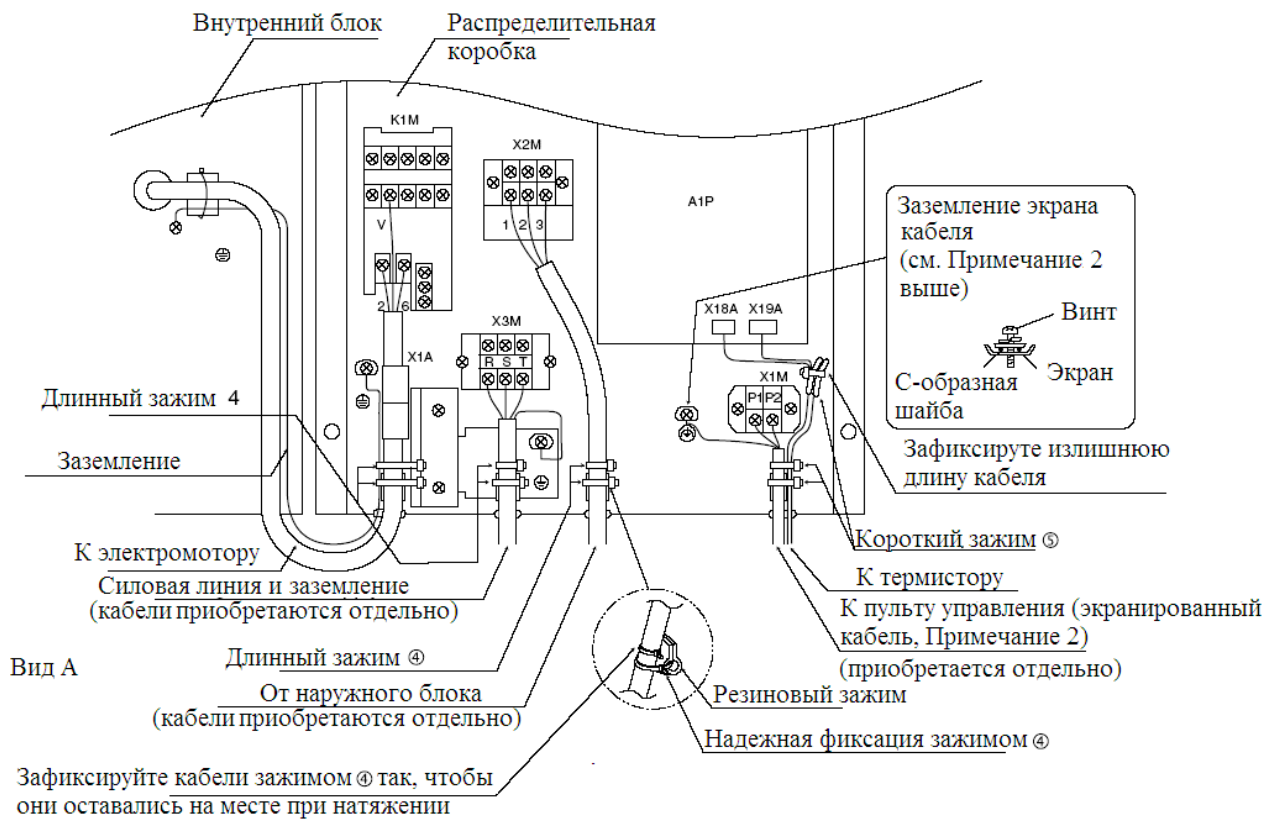 Внутренний блок
Распределительная
коробка
K1M
X2M
A1P
V
1 2 3
Заземление экрана
кабеля
(см. Примечание 2
выше)
Винт
Экран
С-образная
шайба
2 6
X18A X19A
X3M
R S T
X1A
X1M
P1 P2
Длинный зажим 4
Заземление
Зафиксируте излишнюю
длину кабеля
К электромотору
Короткий зажим ⑤
Силовая линия и заземление
(кабели приобретаются отдельно)
К термистору
К пульту управления (экранированный
кабель, Примечание 2)
(приобретается отдельно)
Вид А
Длинный зажим ④
От наружного блока
(кабели приобретаются отдельно)
Резиновый зажим
Надежная фиксация зажимом ④
Зафиксируйте кабели зажимом ④ так, чтобы
они оставались на месте при натяжении